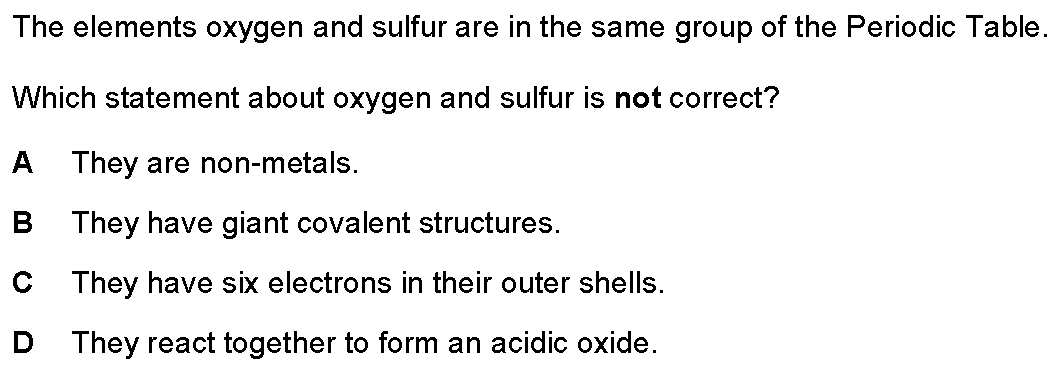 The elements oxygen and sulfur are in the same group of the Periodic Table.
Which statement about oxygen and sulfur is not correct?
A They are non-metals.
B They have giant covalent structures.
C They have six electrons in their outer shells.
D They react together to form an acidic oxide.